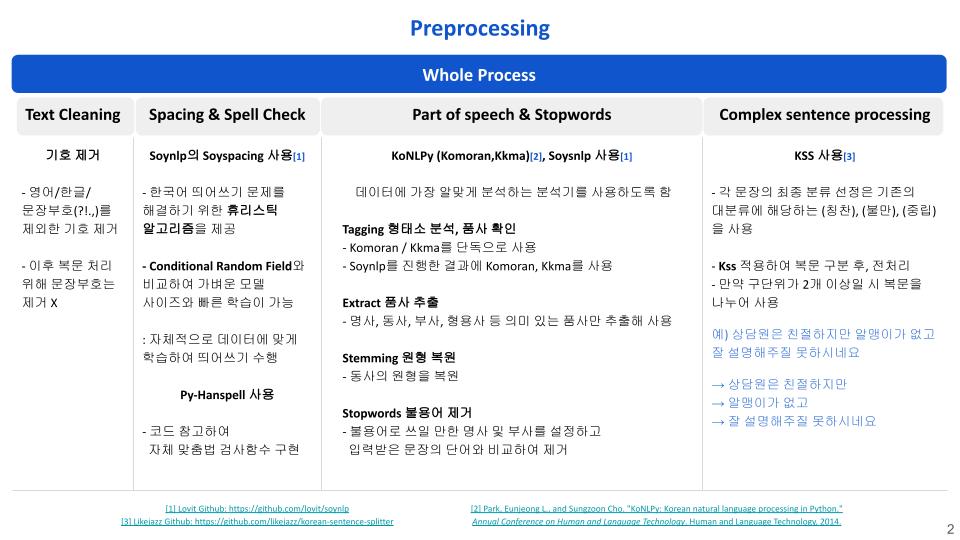 Preprocessing
Whole Process
Text Cleaning
기호 제거
- 영어/한글/
문장부호(?!.,)를
제외한 기호 제거
- 이후 복문 처리
위해 문장부호는
제거 X
Spacing & Spell Check
Soynlp의 Soyspacing 사용[1]
- 한국어 띄어쓰기 문제를
해결하기 위한 휴리스틱
알고리즘을 제공
- Conditional Random Field와
비교하여 가벼운 모델
사이즈와 빠른 학습이 가능
: 자체적으로 데이터에 맞게
학습하여 띄어쓰기 수행
Py-Hanspell 사용
- 코드 참고하여
자체 맞춤법 검사함수 구현
Part of speech & Stopwords
KoNLPy (Komoran,Kkma)[2], Soysnlp 사용[1]
데이터에 가장 알맞게 분석하는 분석기를 사용하도록 함
Tagging 형태소 분석, 품사 확인
- Komoran / Kkma를 단독으로 사용
- Soynlp를 진행한 결과에 Komoran, Kkma를 사용
Extract 품사 추출
- 명사, 동사, 부사, 형용사 등 의미 있는 품사만 추출해 사용
Stemming 원형 복원
- 동사의 원형을 복원
Stopwords 불용어 제거
- 불용어로 쓰일 만한 명사 및 부사를 설정하고
입력받은 문장의 단어와 비교하여 제거
Complex sentence processing
KSS 사용[3]
- 각 문장의 최종 분류 선정은 기존의
대분류에 해당하는 (칭찬), (불만), (중립)
을 사용
- Kss 적용하여 복문 구분 후, 전처리
- 만약 구단위가 2개 이상일 시 복문을
나누어 사용
예) 상담원은 친절하지만 알맹이가 없고
잘 설명해주질 못하시네요
→ 상담원은 친절하지만
→ 알맹이가 없고
→ 잘 설명해주질 못하시네요
[1] Lovit Github: https://github.com/lovit/soynlp
[3] Likejazz Github: https://github.com/likejazz/korean-sentence-splitter
[2] Park, Eunjeong L., and Sungzoon Cho. "KoNLPy: Korean natural language processing in Python."
Annual Conference on Human and Language Technology. Human and Language Technology, 2014.
2